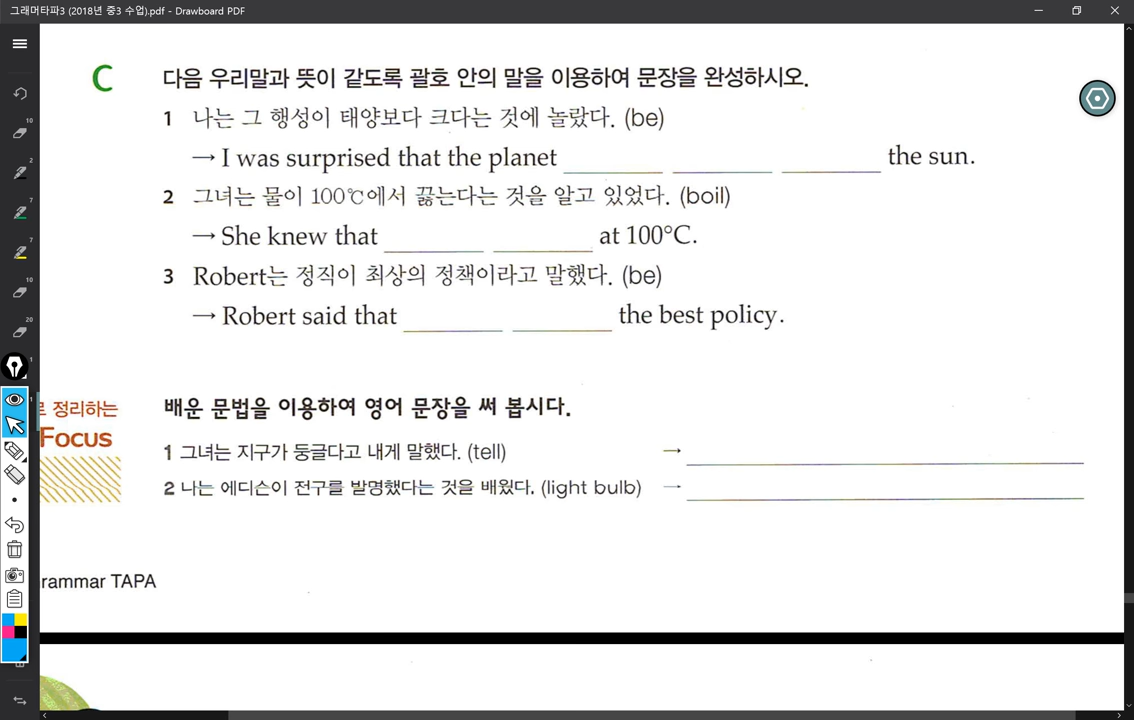 그래머타파3 (2018년 중3 수업).pdf - Drawboard PDF
C 다음 우리말과 뜻이 같도록 괄호 안의 말을 이용하여 문장을 완성하시오.
1 나는 그 행성이 태양보다 크다는 것에 놀랐다. (be)
→ I was surprised that the planet ________ ________ ________ the sun.
2 그녀는 물이 100℃에서 끓는다는 것을 알고 있었다. (boil)
→ She knew that ________ ________ at 100°C.
3 Robert는 정직이 최상의 정책이라고 말했다. (be)
→ Robert said that ________ ________ the best policy.
로 정리하는
Focus
배운 문법을 이용하여 영어 문장을 써 봅시다.
1 그녀는 지구가 둥글다고 내게 말했다. (tell) →
2 나는 에디슨이 전구를 발명했다는 것을 배웠다. (light bulb) →
rammar TAPA
10
2
7
7
10
20
1
1